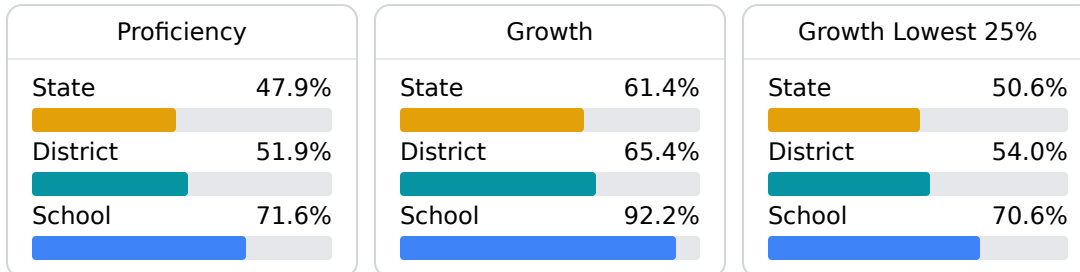 Proficiency
State 47.9%
District 51.9%
School 71.6%
Growth
State 61.4%
District 65.4%
School 92.2%
Growth Lowest 25%
State 50.6%
District 54.0%
School 70.6%